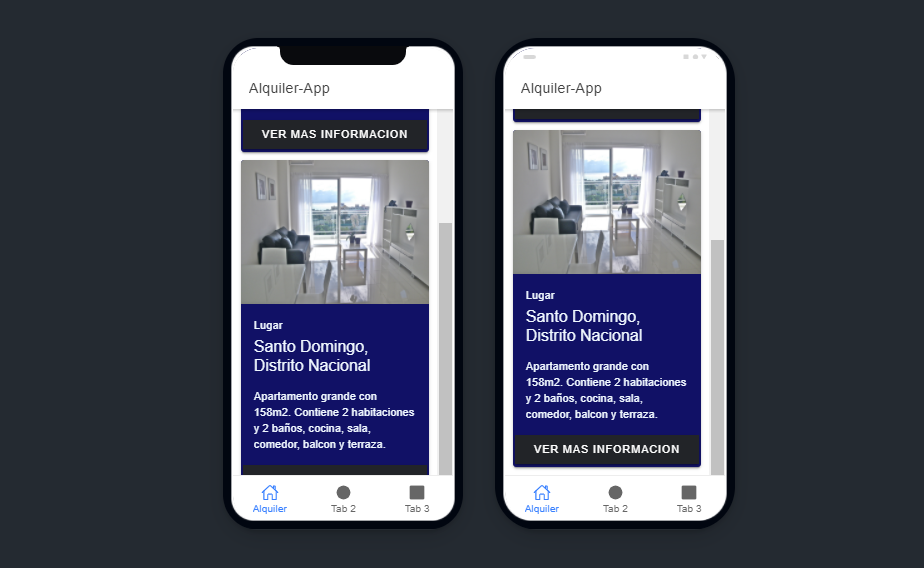 Alquiler-App
VER MAS INFORMACION
Lugar
Santo Domingo,
Distrito Nacional
Apartamento grande con
158m2. Contiene 2 habitaciones
y 2 baños, cocina, sala,
comedor, balcon y terraza.
Alquiler
Tab 2
Tab 3
Alquiler-App
Lugar
Santo Domingo,
Distrito Nacional
Apartamento grande con
158m2. Contiene 2 habitaciones
y 2 baños, cocina, sala,
comedor, balcon y terraza.
VER MAS INFORMACION
Alquiler
Tab 2
Tab 3